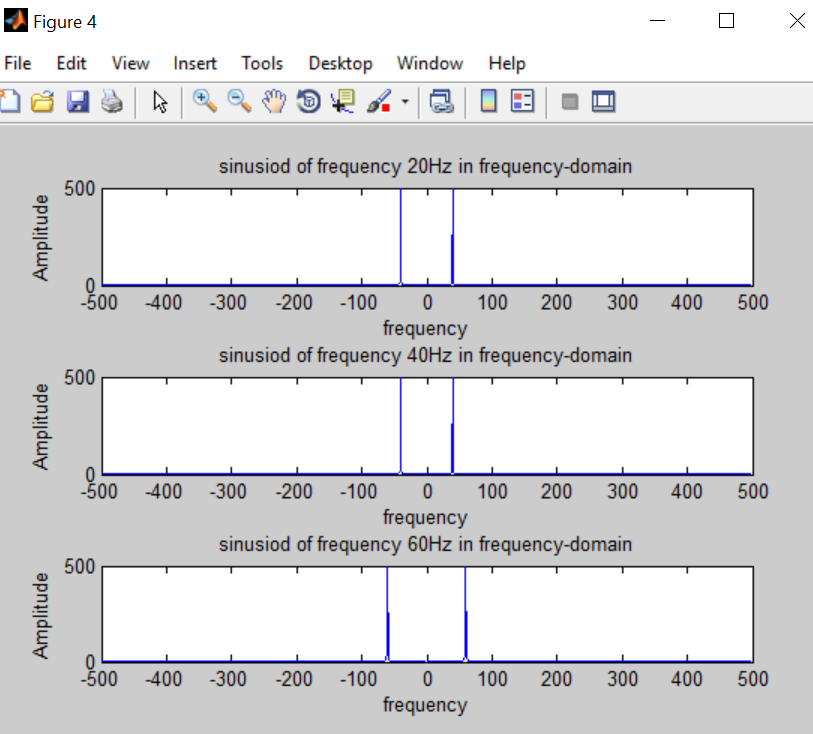 Figure 4
File Edit View Insert Tools Desktop Window Help
sinusiod of frequency 20Hz in frequency-domain
500
Amplitude
0
-500 -400 -300 -200 -100 0 100 200 300 400 500
frequency
sinusiod of frequency 40Hz in frequency-domain
500
Amplitude
0
-500 -400 -300 -200 -100 0 100 200 300 400 500
frequency
sinusiod of frequency 60Hz in frequency-domain
500
Amplitude
0
-500 -400 -300 -200 -100 0 100 200 300 400 500
frequency